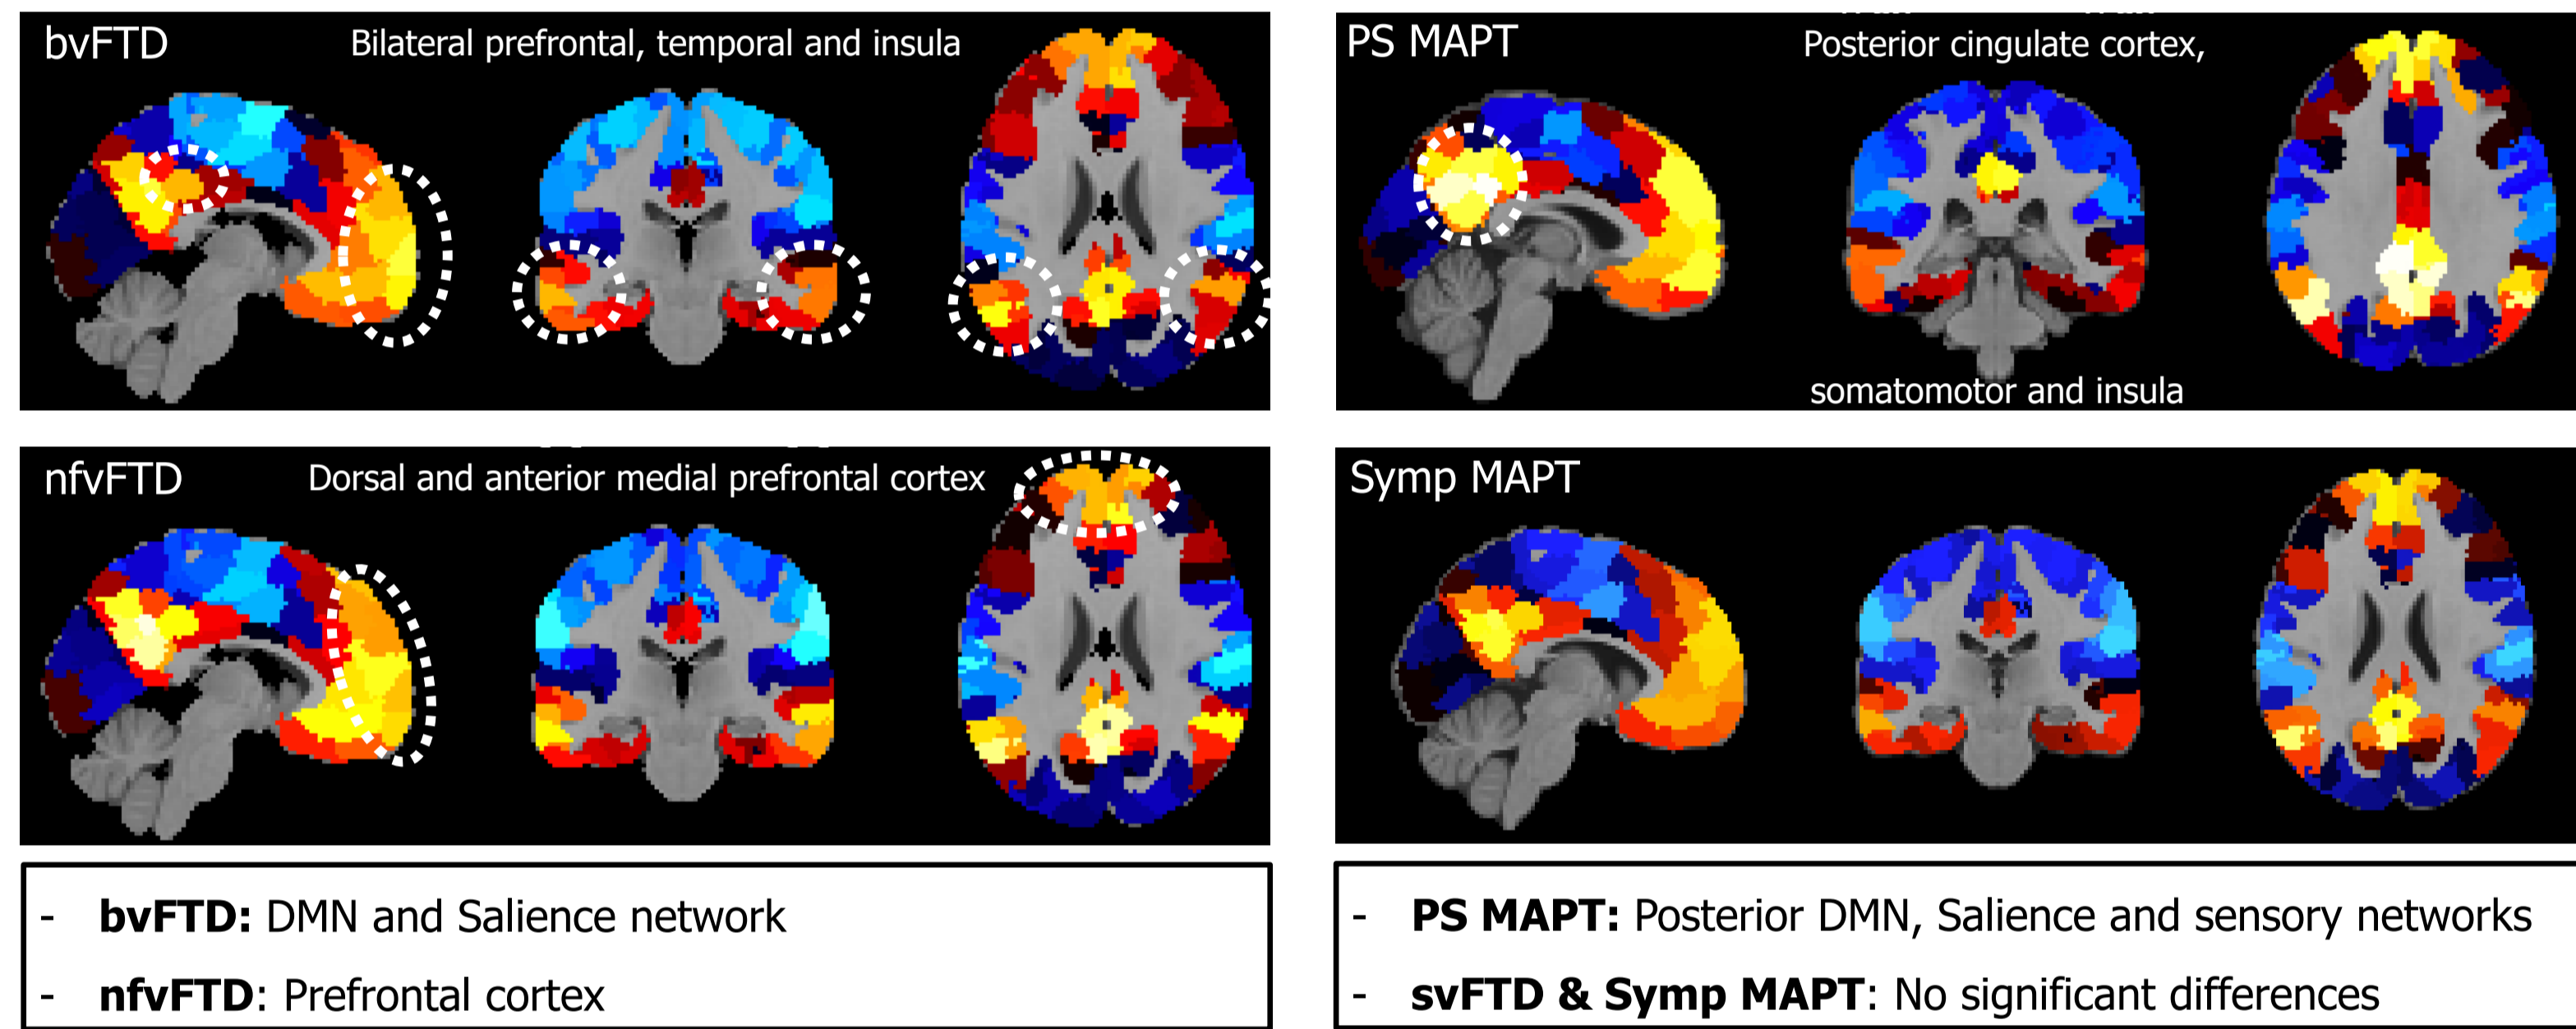 bvFTD
Bilateral prefrontal, temporal and insula
PS MAPT
Posterior cingulate cortex,
somatomotor and insula
nfvFTD
Dorsal and anterior medial prefrontal cortex
Symp MAPT
- bvFTD: DMN and Salience network
- nfvFTD: Prefrontal cortex
- PS MAPT: Posterior DMN, Salience and sensory networks
- svFTD & Symp MAPT: No significant differences